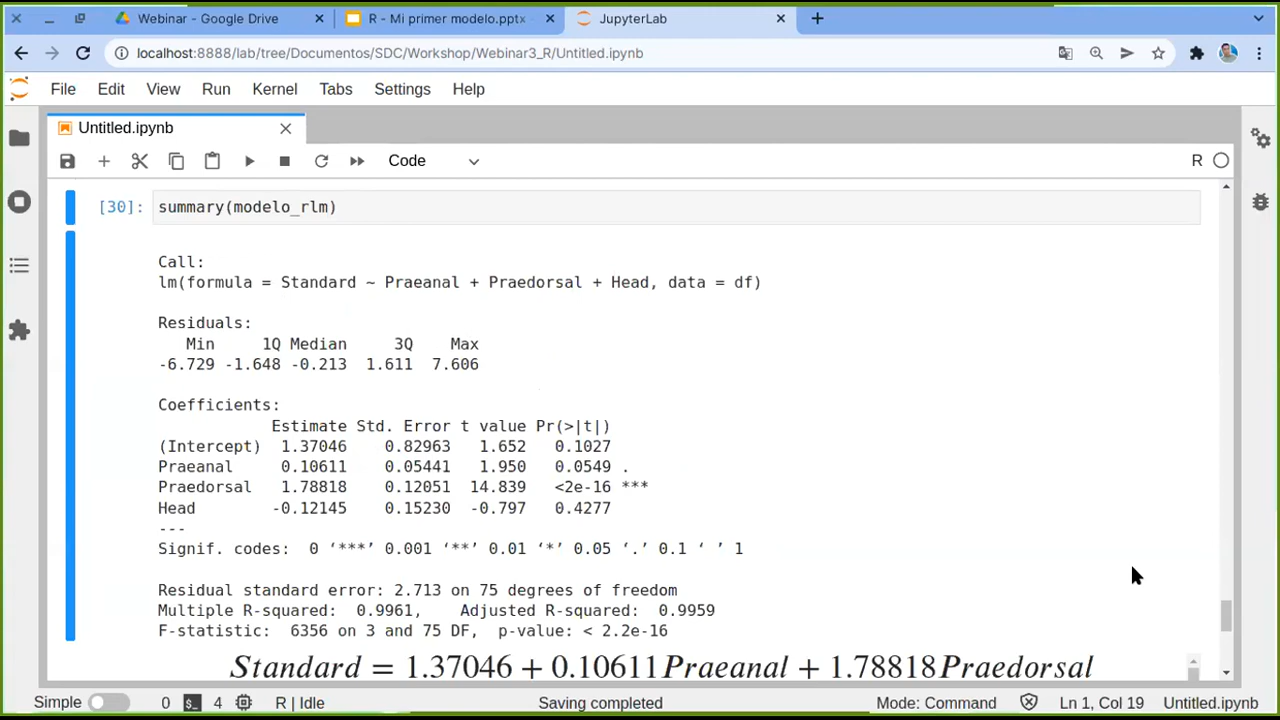 Webinar - Google Drive
R - Mi primer modelo.pptx -
JupyterLab
localhost:8888/lab/tree/Documentos/SDC/Workshop/Webinar3_R/Untitled.ipynb
File Edit View Run Kernel Tabs Settings Help
Untitled.ipynb
Code
R
[30]: summary(modelo_rlm)
Call:
lm(formula = Standard ~ Praeanal + Praedorsal + Head, data = df)
Residuals:
Min 1Q Median 3Q Max
-6.729 -1.648 -0.213 1.611 7.606
Coefficients:
Estimate Std. Error t value Pr(>|t|)
(Intercept) 1.37046 0.82963 1.652 0.1027
Praeanal 0.10611 0.05441 1.950 0.0549 .
Praedorsal 1.78818 0.12051 14.839 <2e-16 ***
Head -0.12145 0.15230 -0.797 0.4277
---
Signif. codes: 0 ‘***’ 0.001 ‘**’ 0.01 ‘*’ 0.05 ‘.’ 0.1 ‘ ’ 1
Residual standard error: 2.713 on 75 degrees of freedom
Multiple R-squared: 0.9961, Adjusted R-squared: 0.9959
F-statistic: 6356 on 3 and 75 DF, p-value: < 2.2e-16
Standard = 1.37046 + 0.10611Praeanal + 1.78818Praedorsal
Simple 0 4 R | Idle Saving completed Mode: Command Ln 1, Col 19 Untitled.ipynb